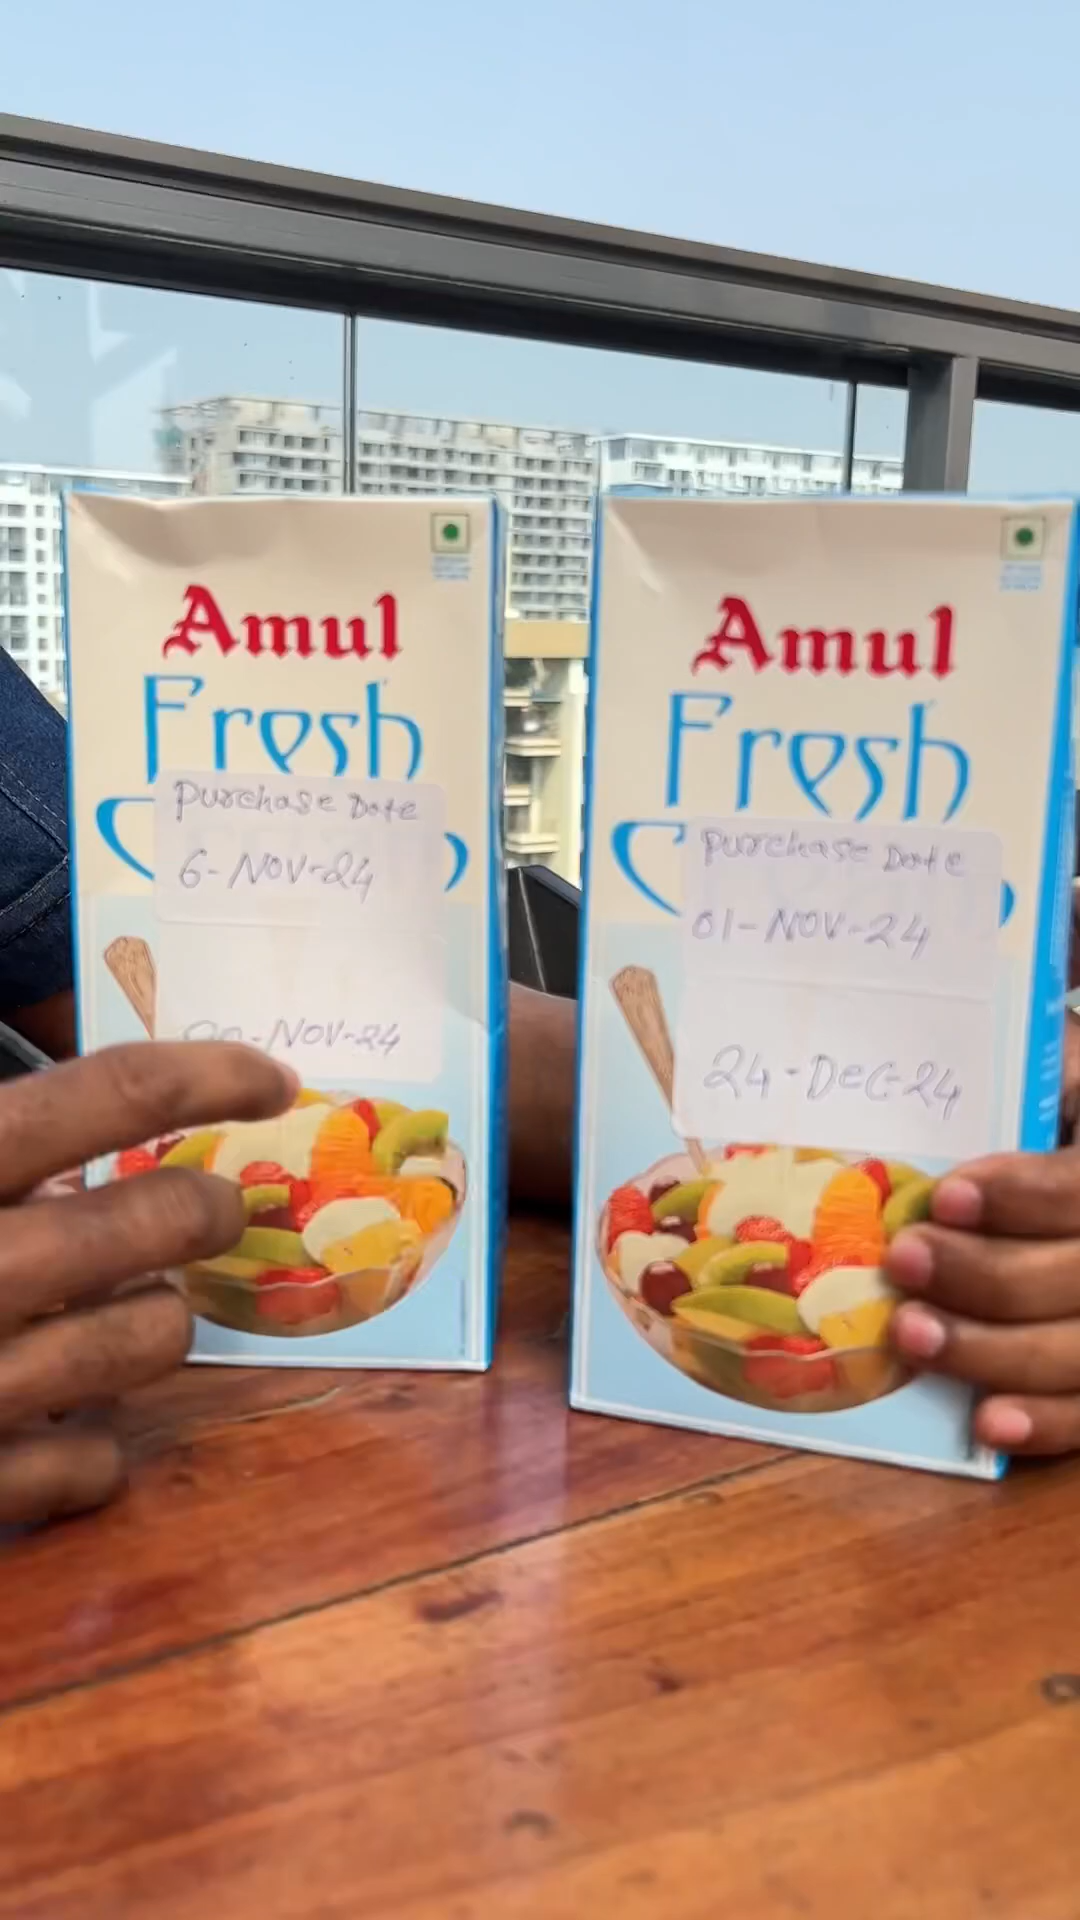 Amul
Fresh
Purchase Date
6-NOV-24
-NOV-24
Amul
Fresh
Purchase Date
01-NOV-24
24-Dec-24